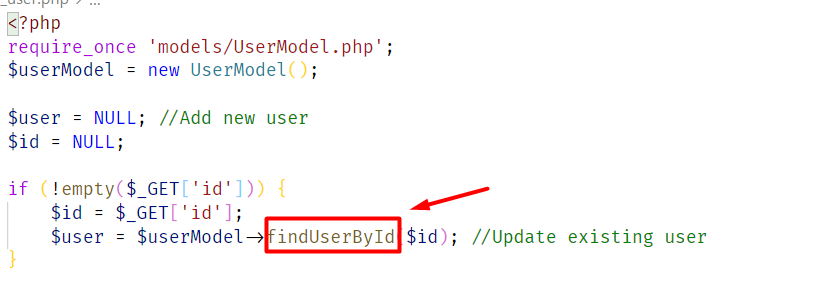 _user.php > ...
<?php
require_once 'models/UserModel.php';
$userModel = new UserModel();
$user = NULL; //Add new user
$id = NULL;
if (!empty($_GET['id'])) {
$id = $_GET['id'];
$user = $userModel->findUserById($id); //Update existing user
}